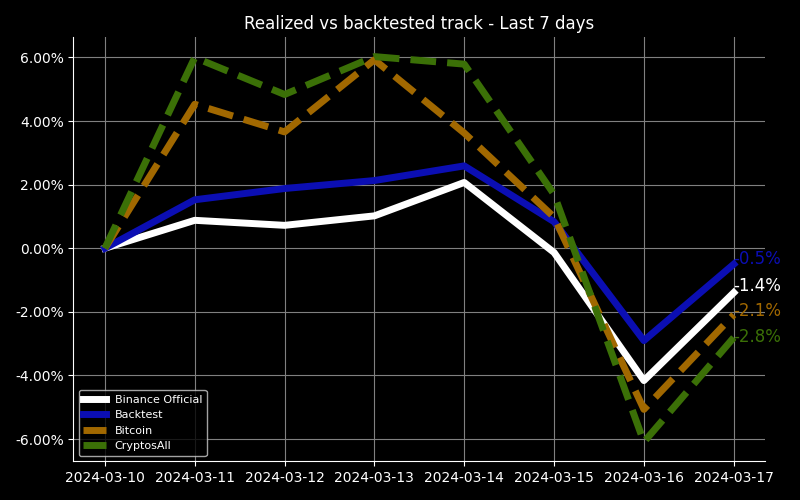 Realized vs backtested track - Last 7 days
6.00%
4.00%
2.00%
0.00%
-2.00%
-4.00%
-6.00%
-0.5%
-1.4%
-2.1%
-2.8%
Binance Official
Backtest
Bitcoin
CryptosAll
2024-03-10 2024-03-11 2024-03-12 2024-03-13 2024-03-14 2024-03-15 2024-03-16 2024-03-17